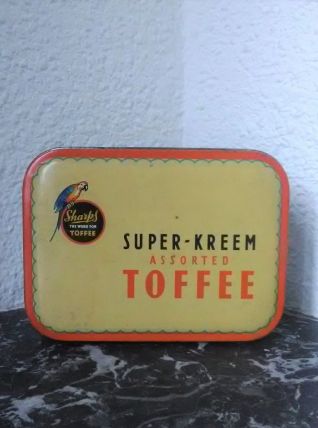 Sharps
THE WORD FOR
TOFFEE
SUPER-KREEM
ASSORTED
TOFFEE